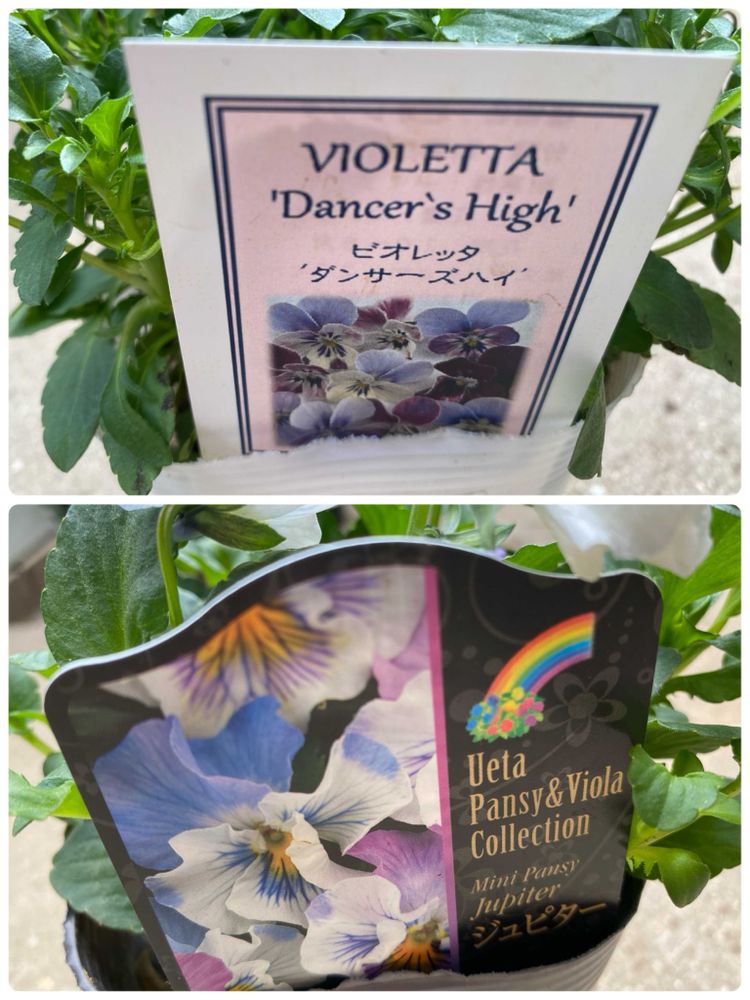 VIOLETTA
'Dancer`s High'
ビオレッタ
'ダンサーズハイ'
Ueta
Pansy&Viola
Collection
Mini Pansy
Jupiter
ジュピター